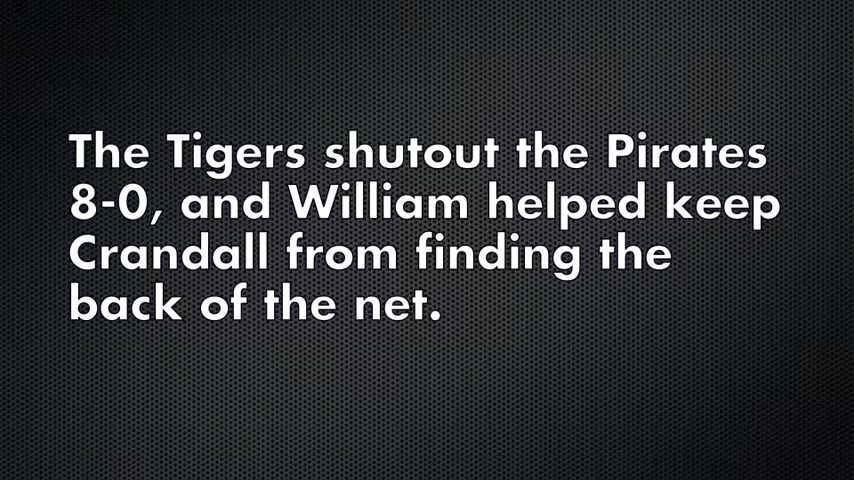 The Tigers shutout the Pirates
8-0, and William helped keep
Crandall from finding the
back of the net.